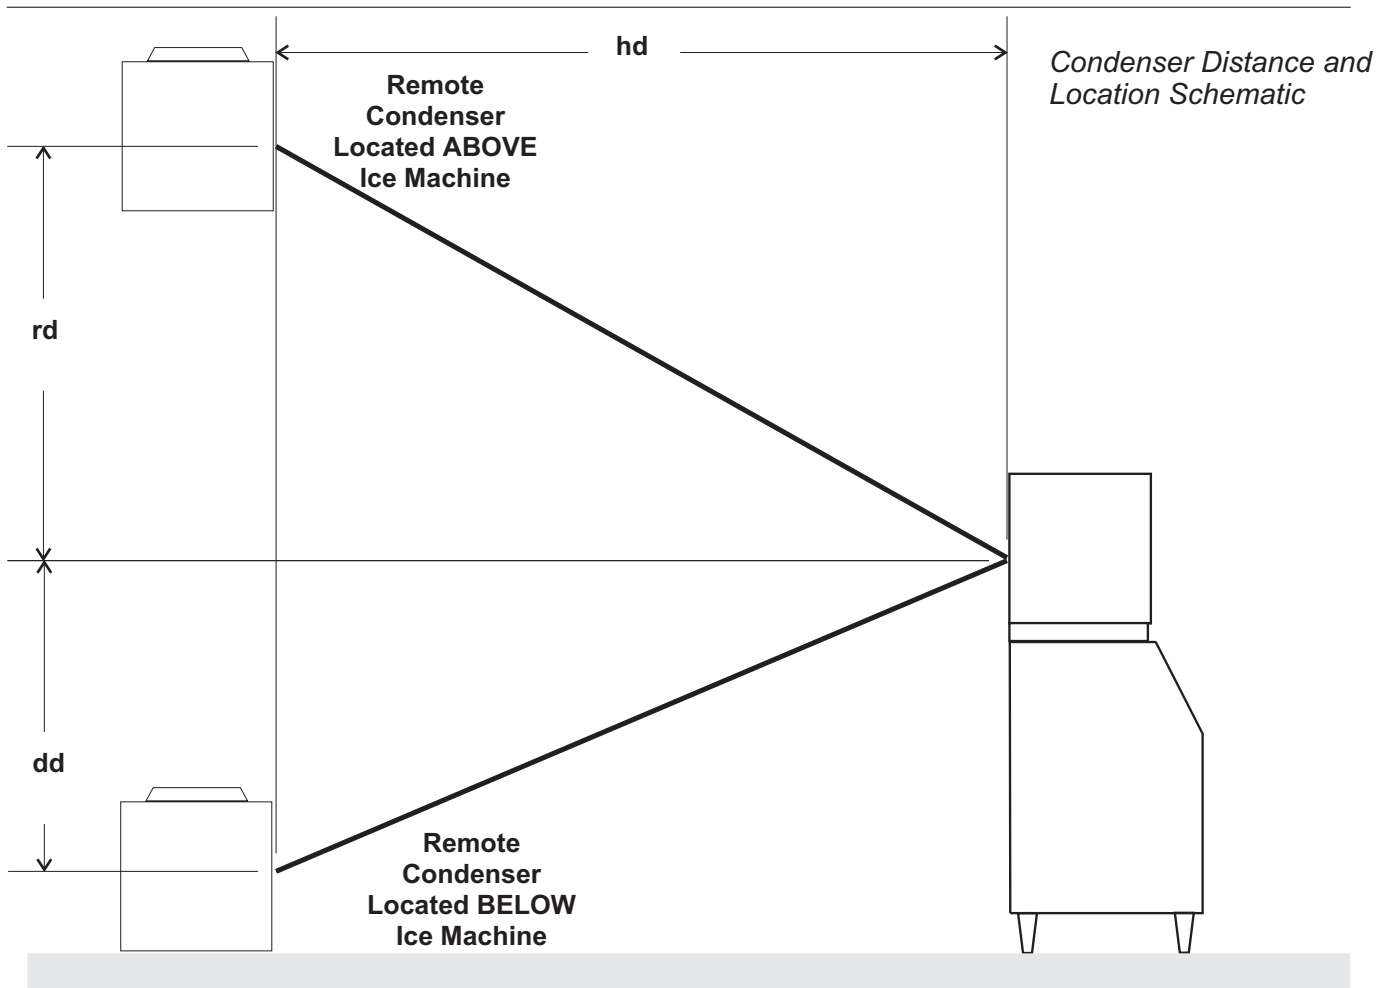 hd
Condenser Distance and
Location Schematic
Remote
Condenser
Located ABOVE
Ice Machine
rd
dd
Remote
Condenser
Located BELOW
Ice Machine